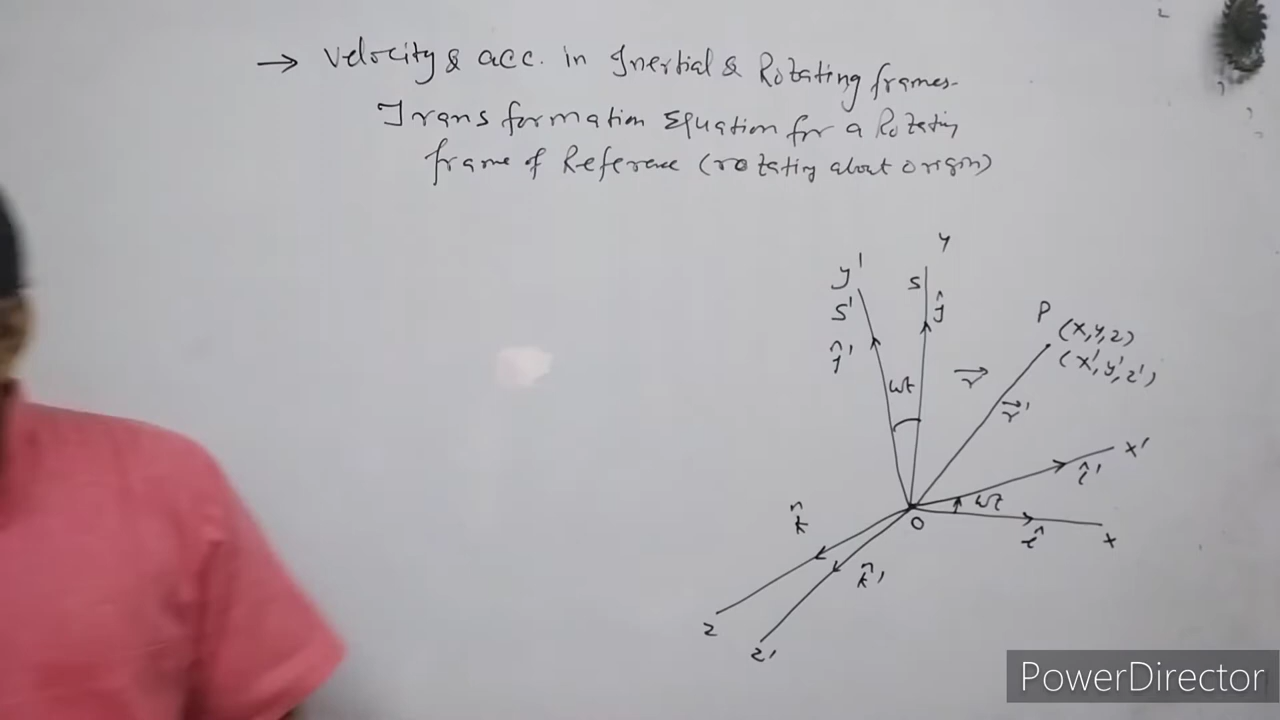 → Velocity & acc. in Inertial & Rotating frames-
Transformation Equation for a Rotating
frame of Reference (rotating about origin)
y
y'
S
S'
ĵ
ĵ'
P (x,y,z)
(x',y',z')
r⃗
ωt
r⃗'
x'
î'
ωt
O
î
x
k̂
k̂'
z
z'
PowerDirector